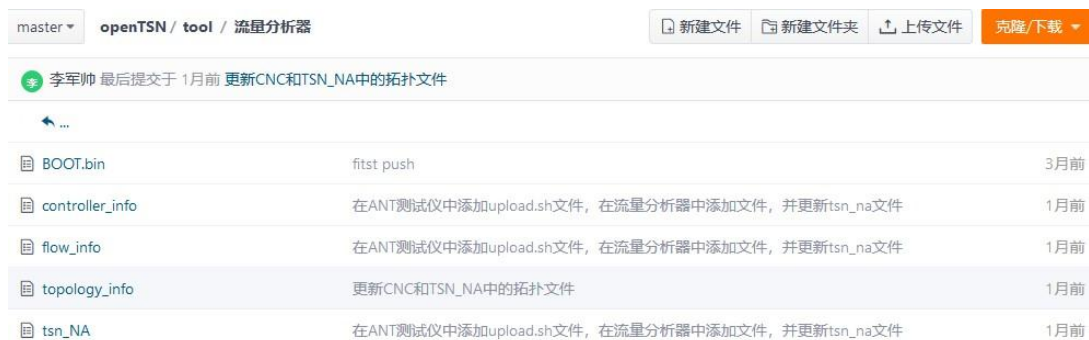 master openTSN / tool / 流量分析器 新建文件 新建文件夹 上传文件 克隆/下载
李 李军帅 最后提交于 1月前 更新CNC和TSN_NA中的拓扑文件
...
BOOT.bin fitst push 3月前
controller_info 在ANT测试仪中添加upload.sh文件，在流量分析器中添加文件，并更新tsn_na文件 1月前
flow_info 在ANT测试仪中添加upload.sh文件，在流量分析器中添加文件，并更新tsn_na文件 1月前
topology_info 更新CNC和TSN_NA中的拓扑文件 1月前
tsn_NA 在ANT测试仪中添加upload.sh文件，在流量分析器中添加文件，并更新tsn_na文件 1月前